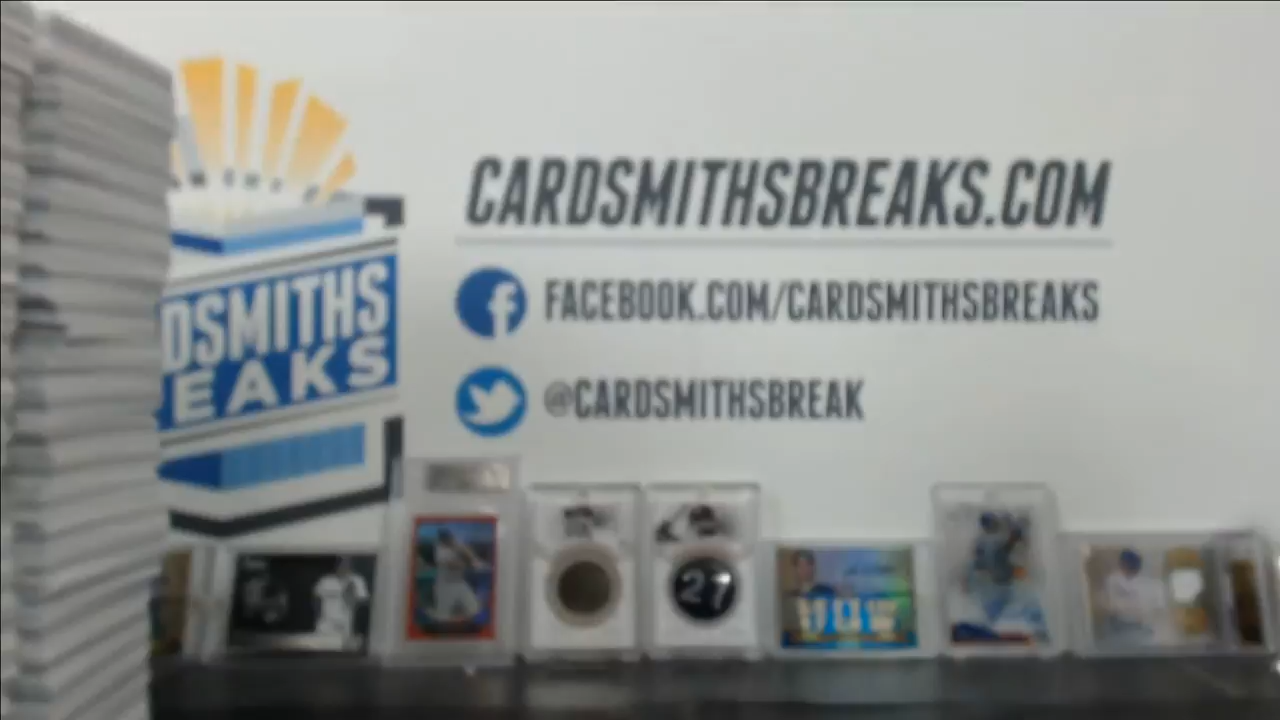 CARDSMITHSBREAKS.COM
FACEBOOK.COM/CARDSMITHSBREAKS
@CARDSMITHSBREAK
DSMITHS
EAKS
27